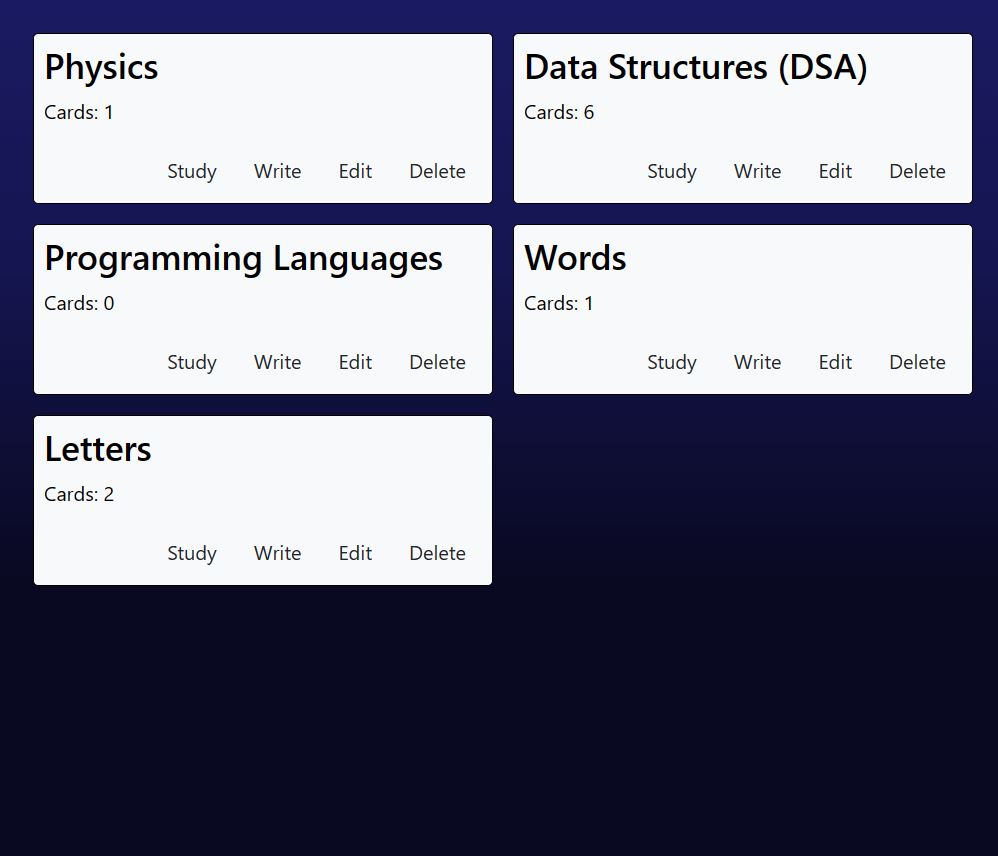 Physics
Cards: 1
Study Write Edit Delete
Data Structures (DSA)
Cards: 6
Study Write Edit Delete
Programming Languages
Cards: 0
Study Write Edit Delete
Words
Cards: 1
Study Write Edit Delete
Letters
Cards: 2
Study Write Edit Delete